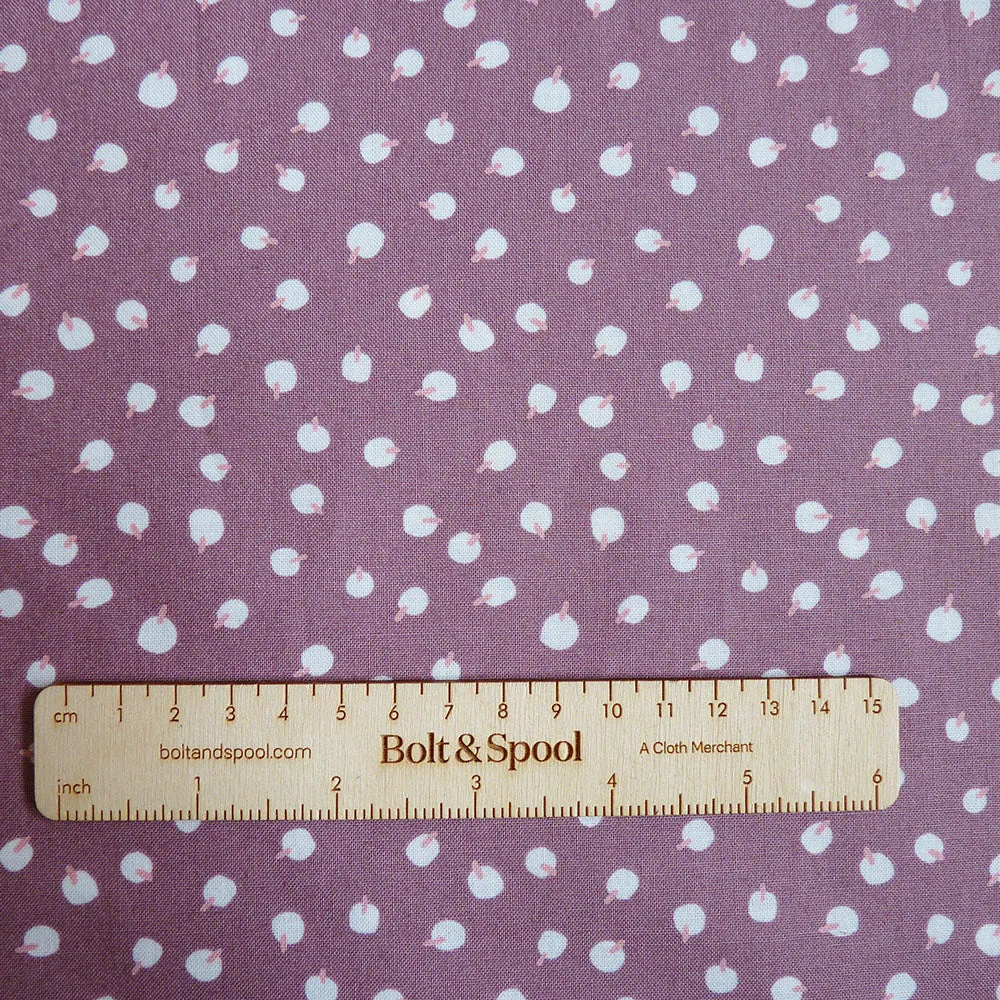 cm 1 2 3 4 5 6 7 8 9 10 11 12 13 14 15
boltandspool.com Bolt & Spool A Cloth Merchant
inch 1 2 3 4 5 6